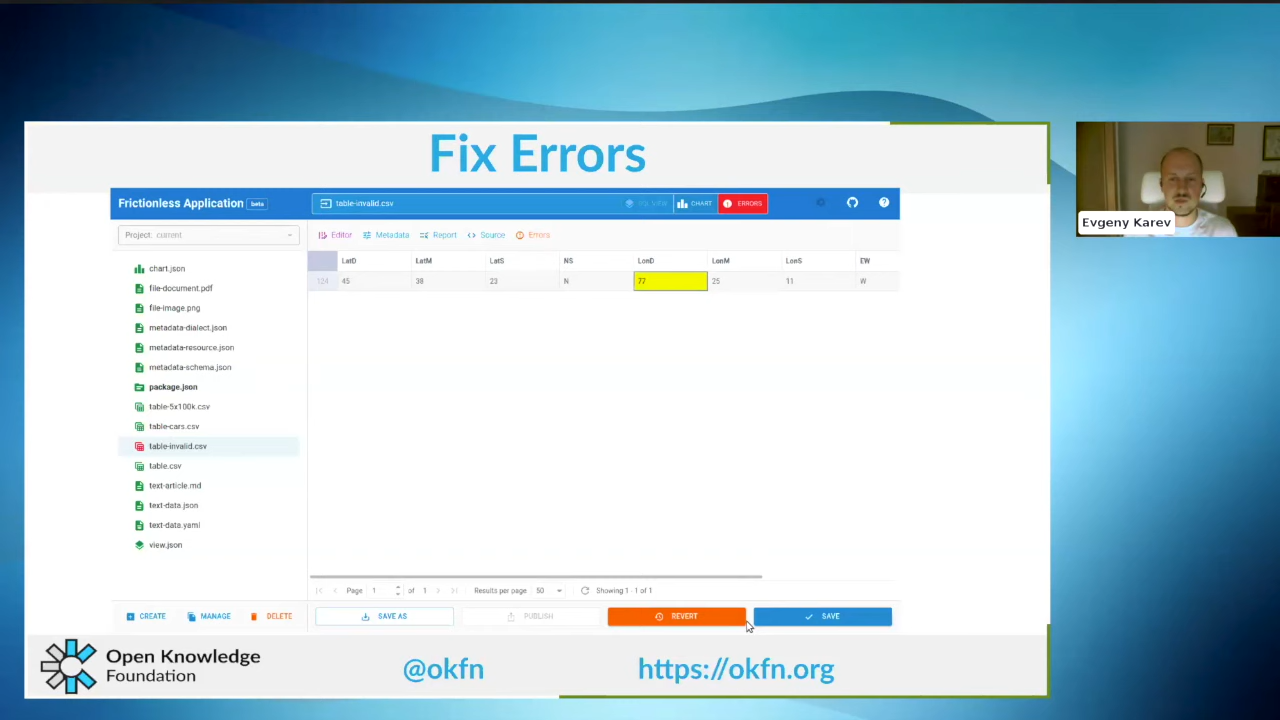 Fix Errors
Frictionless Application beta
table-invalid.csv
SQL VIEW
CHART
ERRORS
Project: current
Editor
Metadata
Report
Source
Errors
LatD LatM LatS NS LonD LonM LonS EW
124 45 38 23 N 77 25 11 W
chart.json
file-document.pdf
file-image.png
metadata-dialect.json
metadata-resource.json
metadata-schema.json
package.json
table-5x100k.csv
table-cars.csv
table-invalid.csv
table.csv
text-article.md
text-data.json
text-data.yaml
view.json
Page 1 of 1 Results per page 50 Showing 1 - 1 of 1
CREATE MANAGE DELETE SAVE AS PUBLISH REVERT SAVE
Open Knowledge
Foundation
@okfn
https://okfn.org
Evgeny Karev